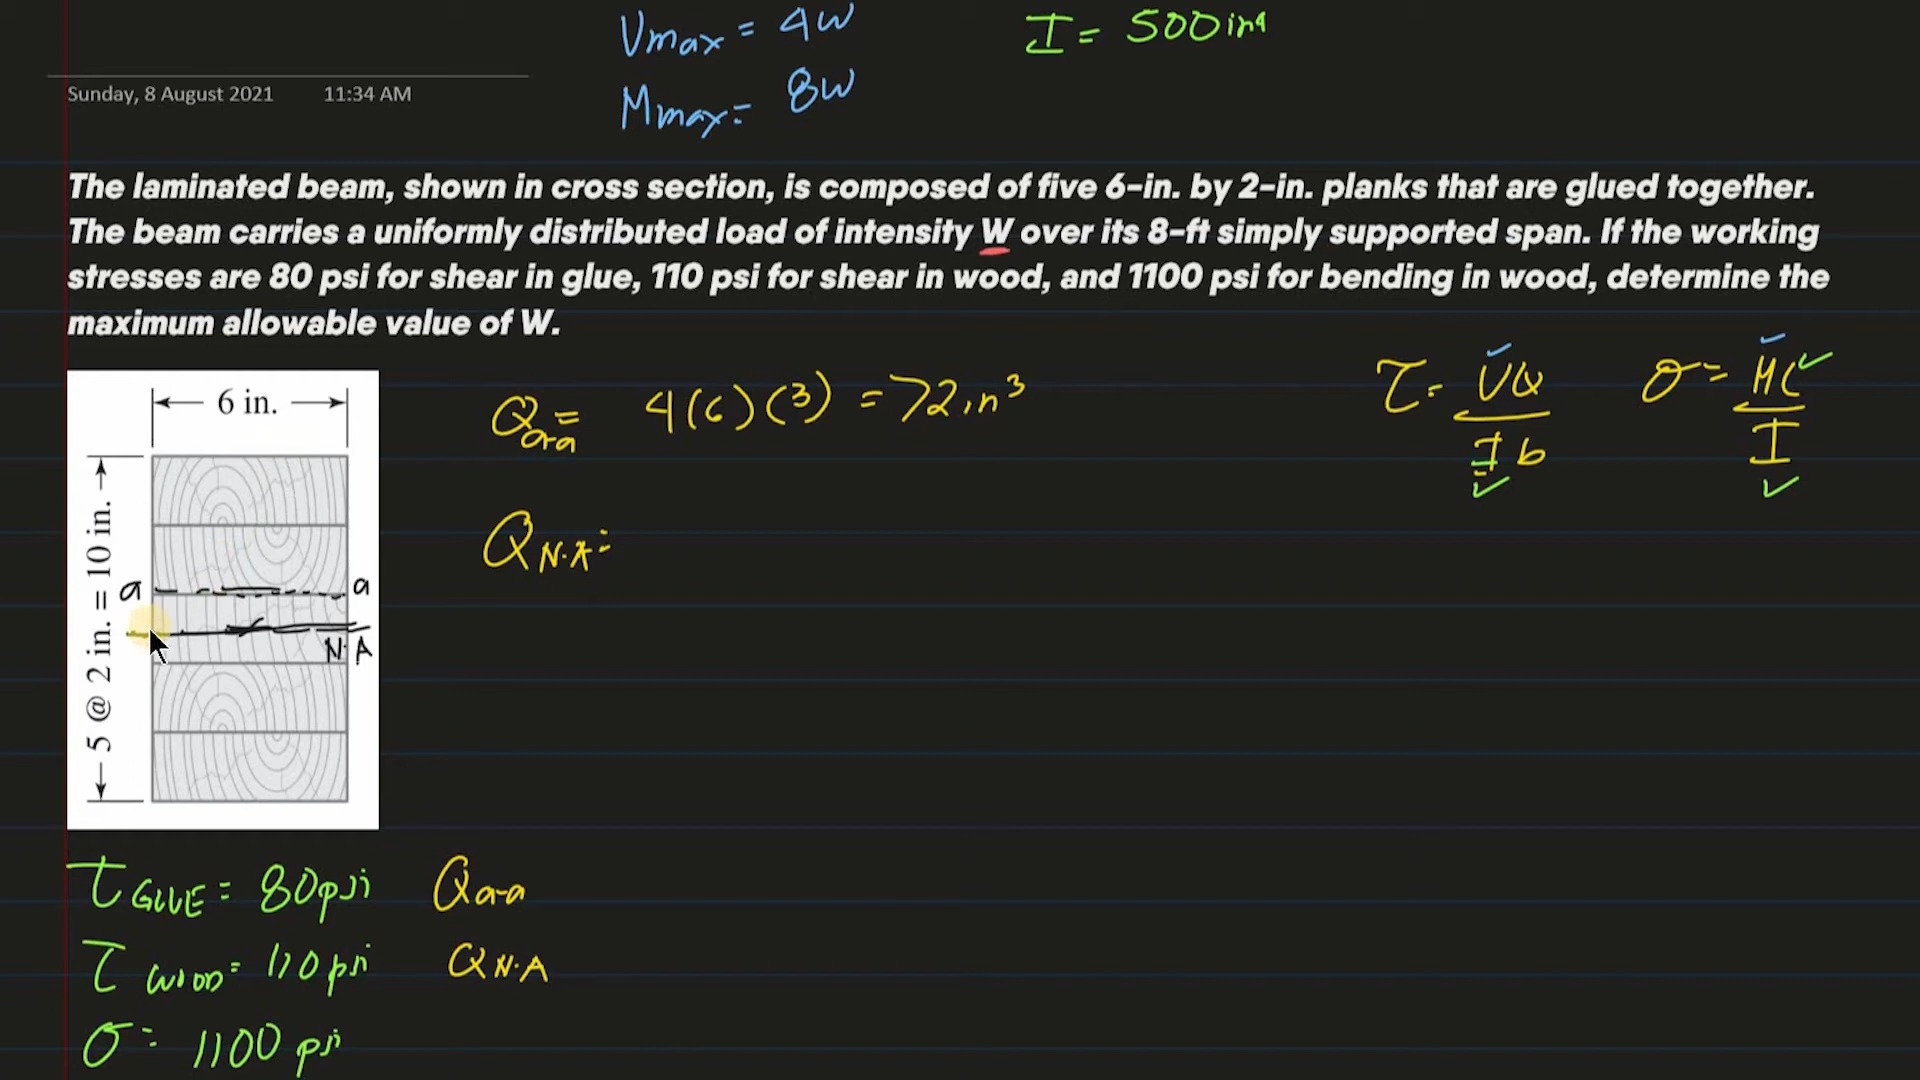 Vmax = 4W
I = 500in4
Sunday, 8 August 2021 11:34 AM
Mmax = 8W
The laminated beam, shown in cross section, is composed of five 6-in. by 2-in. planks that are glued together.
The beam carries a uniformly distributed load of intensity W over its 8-ft simply supported span. If the working
stresses are 80 psi for shear in glue, 110 psi for shear in wood, and 1100 psi for bending in wood, determine the
maximum allowable value of W.
6 in.
5 @ 2 in. = 10 in.
a a
N.A
Qa-a = 4(6)(3) = 72in³
τ = VQ
Ib
σ = MC
I
QN.A =
τGLUE = 80psi Qa-a
τWOOD = 110psi QN.A
σ = 1100 psi